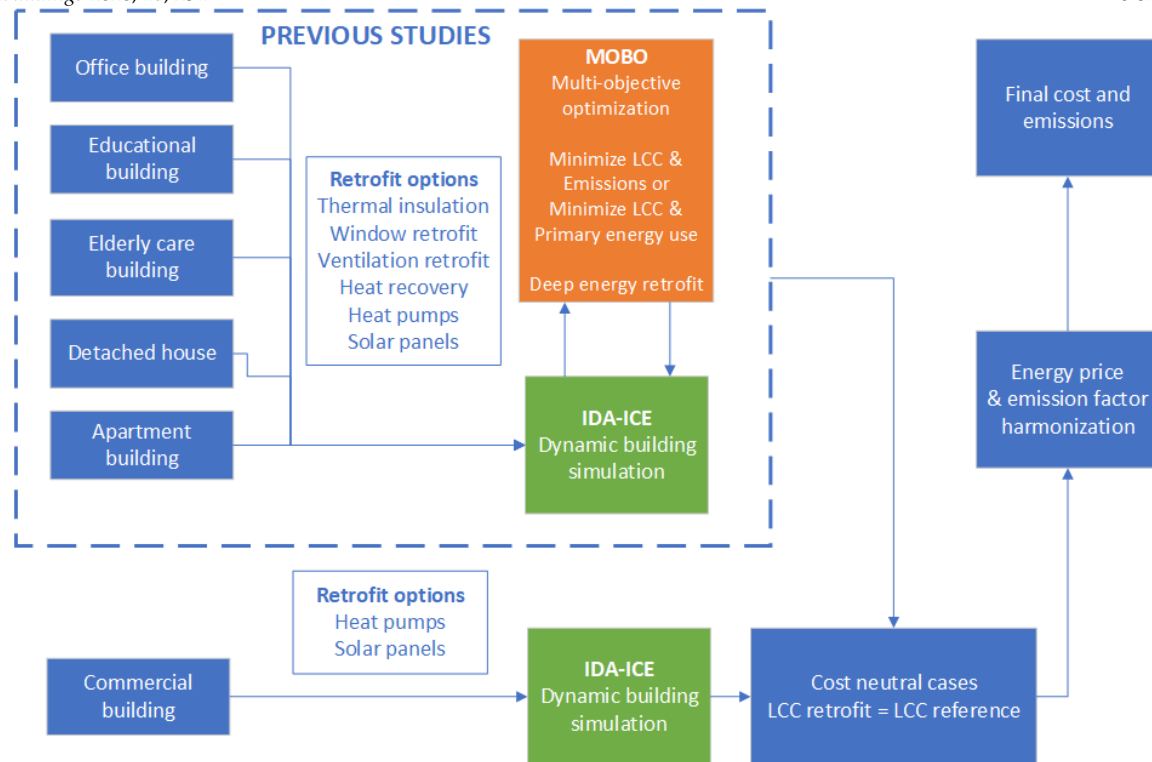 PREVIOUS STUDIES
Office building
Educational
building
Elderly care
building
Detached house
Apartment
building
Retrofit options
Thermal insulation
Window retrofit
Ventilation retrofit
Heat recovery
Heat pumps
Solar panels
MOBO
Multi-objective
optimization
Minimize LCC &
Emissions or
Minimize LCC &
Primary energy use
Deep energy retrofit
IDA-ICE
Dynamic building
simulation
Commercial
building
Retrofit options
Heat pumps
Solar panels
IDA-ICE
Dynamic building
simulation
Cost neutral cases
LCC retrofit = LCC reference
Energy price
& emission factor
harmonization
Final cost and
emissions